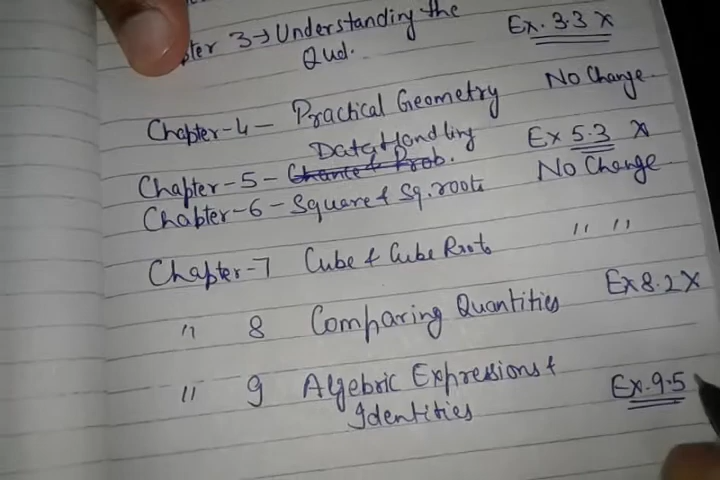 ter 3→ Understanding the Ex. 3.3 X
Qud.
Chapter-4 - Practical Geometry No Change
Data Handling
Chapter-5 - Chance & Prob. Ex 5.3 X
Chapter-6 - Square & Sq. roots No Change
Chapter-7 Cube & Cube Root " "
" 8 Comparing Quantities Ex 8.2 X
" 9 Algebric Expressions &
Identities Ex. 9.5